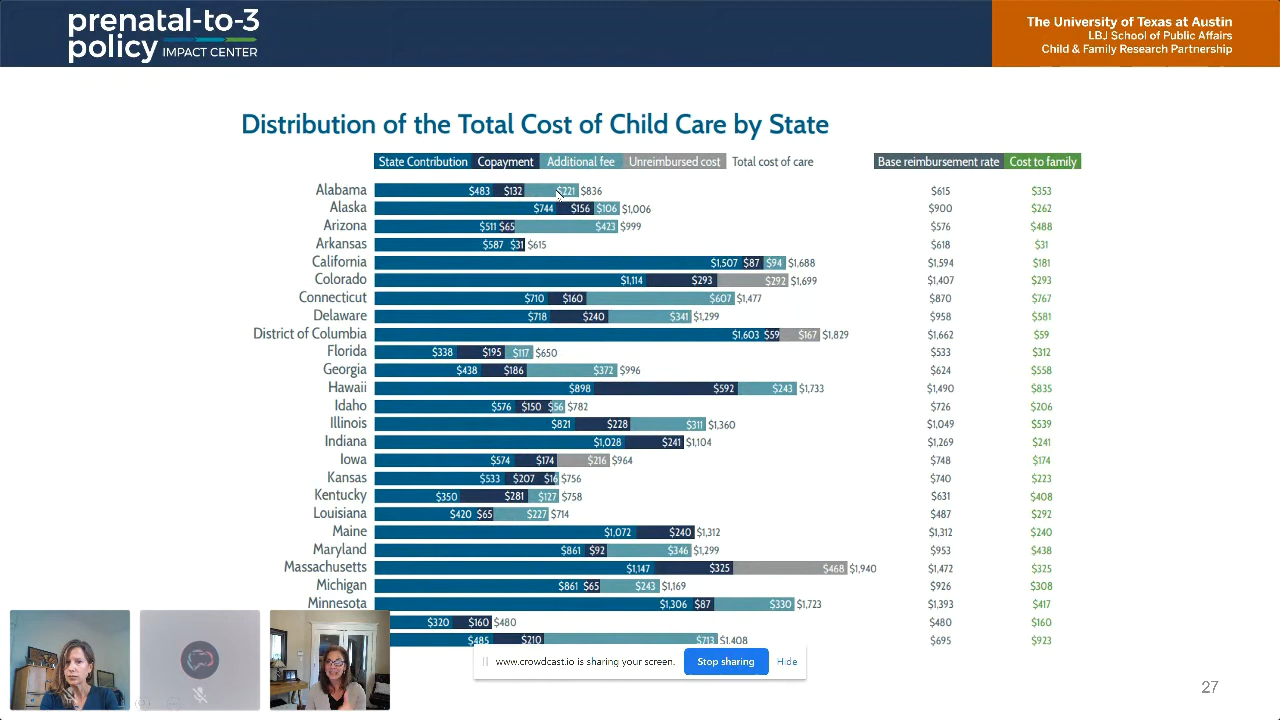 prenatal-to-3
policy IMPACT CENTER
The University of Texas at Austin
LBJ School of Public Affairs
Child & Family Research Partnership
Distribution of the Total Cost of Child Care by State
State Contribution Copayment Additional fee Unreimbursed cost Total cost of care Base reimbursement rate Cost to family
Alabama $483 $132 $221 $836 $615 $353
Alaska $744 $156 $106 $1,006 $900 $262
Arizona $511 $65 $423 $999 $576 $488
Arkansas $587 $31 $615 $618 $31
California $1,507 $87 $94 $1,688 $1,594 $181
Colorado $1,114 $293 $292 $1,699 $1,407 $293
Connecticut $710 $160 $607 $1,477 $870 $767
Delaware $718 $240 $341 $1,299 $958 $581
District of Columbia $1,603 $59 $167 $1,829 $1,662 $59
Florida $338 $195 $117 $650 $533 $312
Georgia $438 $186 $372 $996 $624 $558
Hawaii $898 $592 $243 $1,733 $1,490 $835
Idaho $576 $150 $56 $782 $726 $206
Illinois $821 $228 $311 $1,360 $1,049 $539
Indiana $1,028 $241 $1,104 $1,269 $241
Iowa $574 $174 $216 $964 $748 $174
Kansas $533 $207 $16 $756 $740 $223
Kentucky $350 $281 $127 $758 $631 $408
Louisiana $420 $65 $227 $714 $487 $292
Maine $1,072 $240 $1,312 $1,312 $240
Maryland $861 $92 $346 $1,299 $953 $438
Massachusetts $1,147 $325 $468 $1,940 $1,472 $325
Michigan $861 $65 $243 $1,169 $926 $308
Minnesota $1,306 $87 $330 $1,723 $1,393 $417
$320 $160 $480 $480 $160
$485 $210 $713 $1,408 $695 $923
www.crowdcast.io is sharing your screen. Stop sharing Hide
27